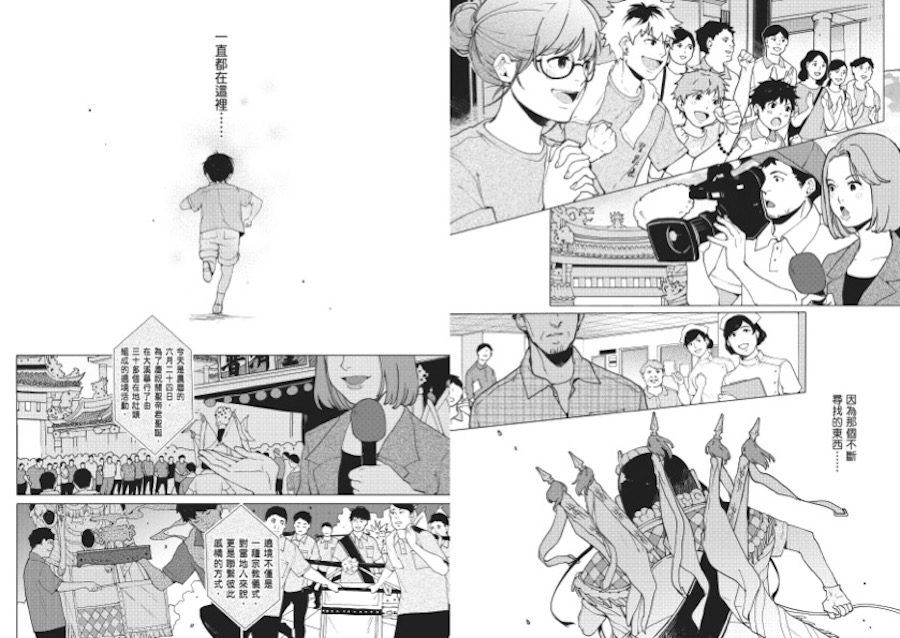 因為那個不斷
尋找的東西……
一直都在這裡……
今天是農曆的
六月二十四日，
為了慶祝關聖帝君聖誕，
在大溪舉行了由
三十多個在地社頭
組成的遶境活動。
遶境不僅是
一種宗教儀式，
對當地人來說，
更是聯繫彼此
感情的方式。